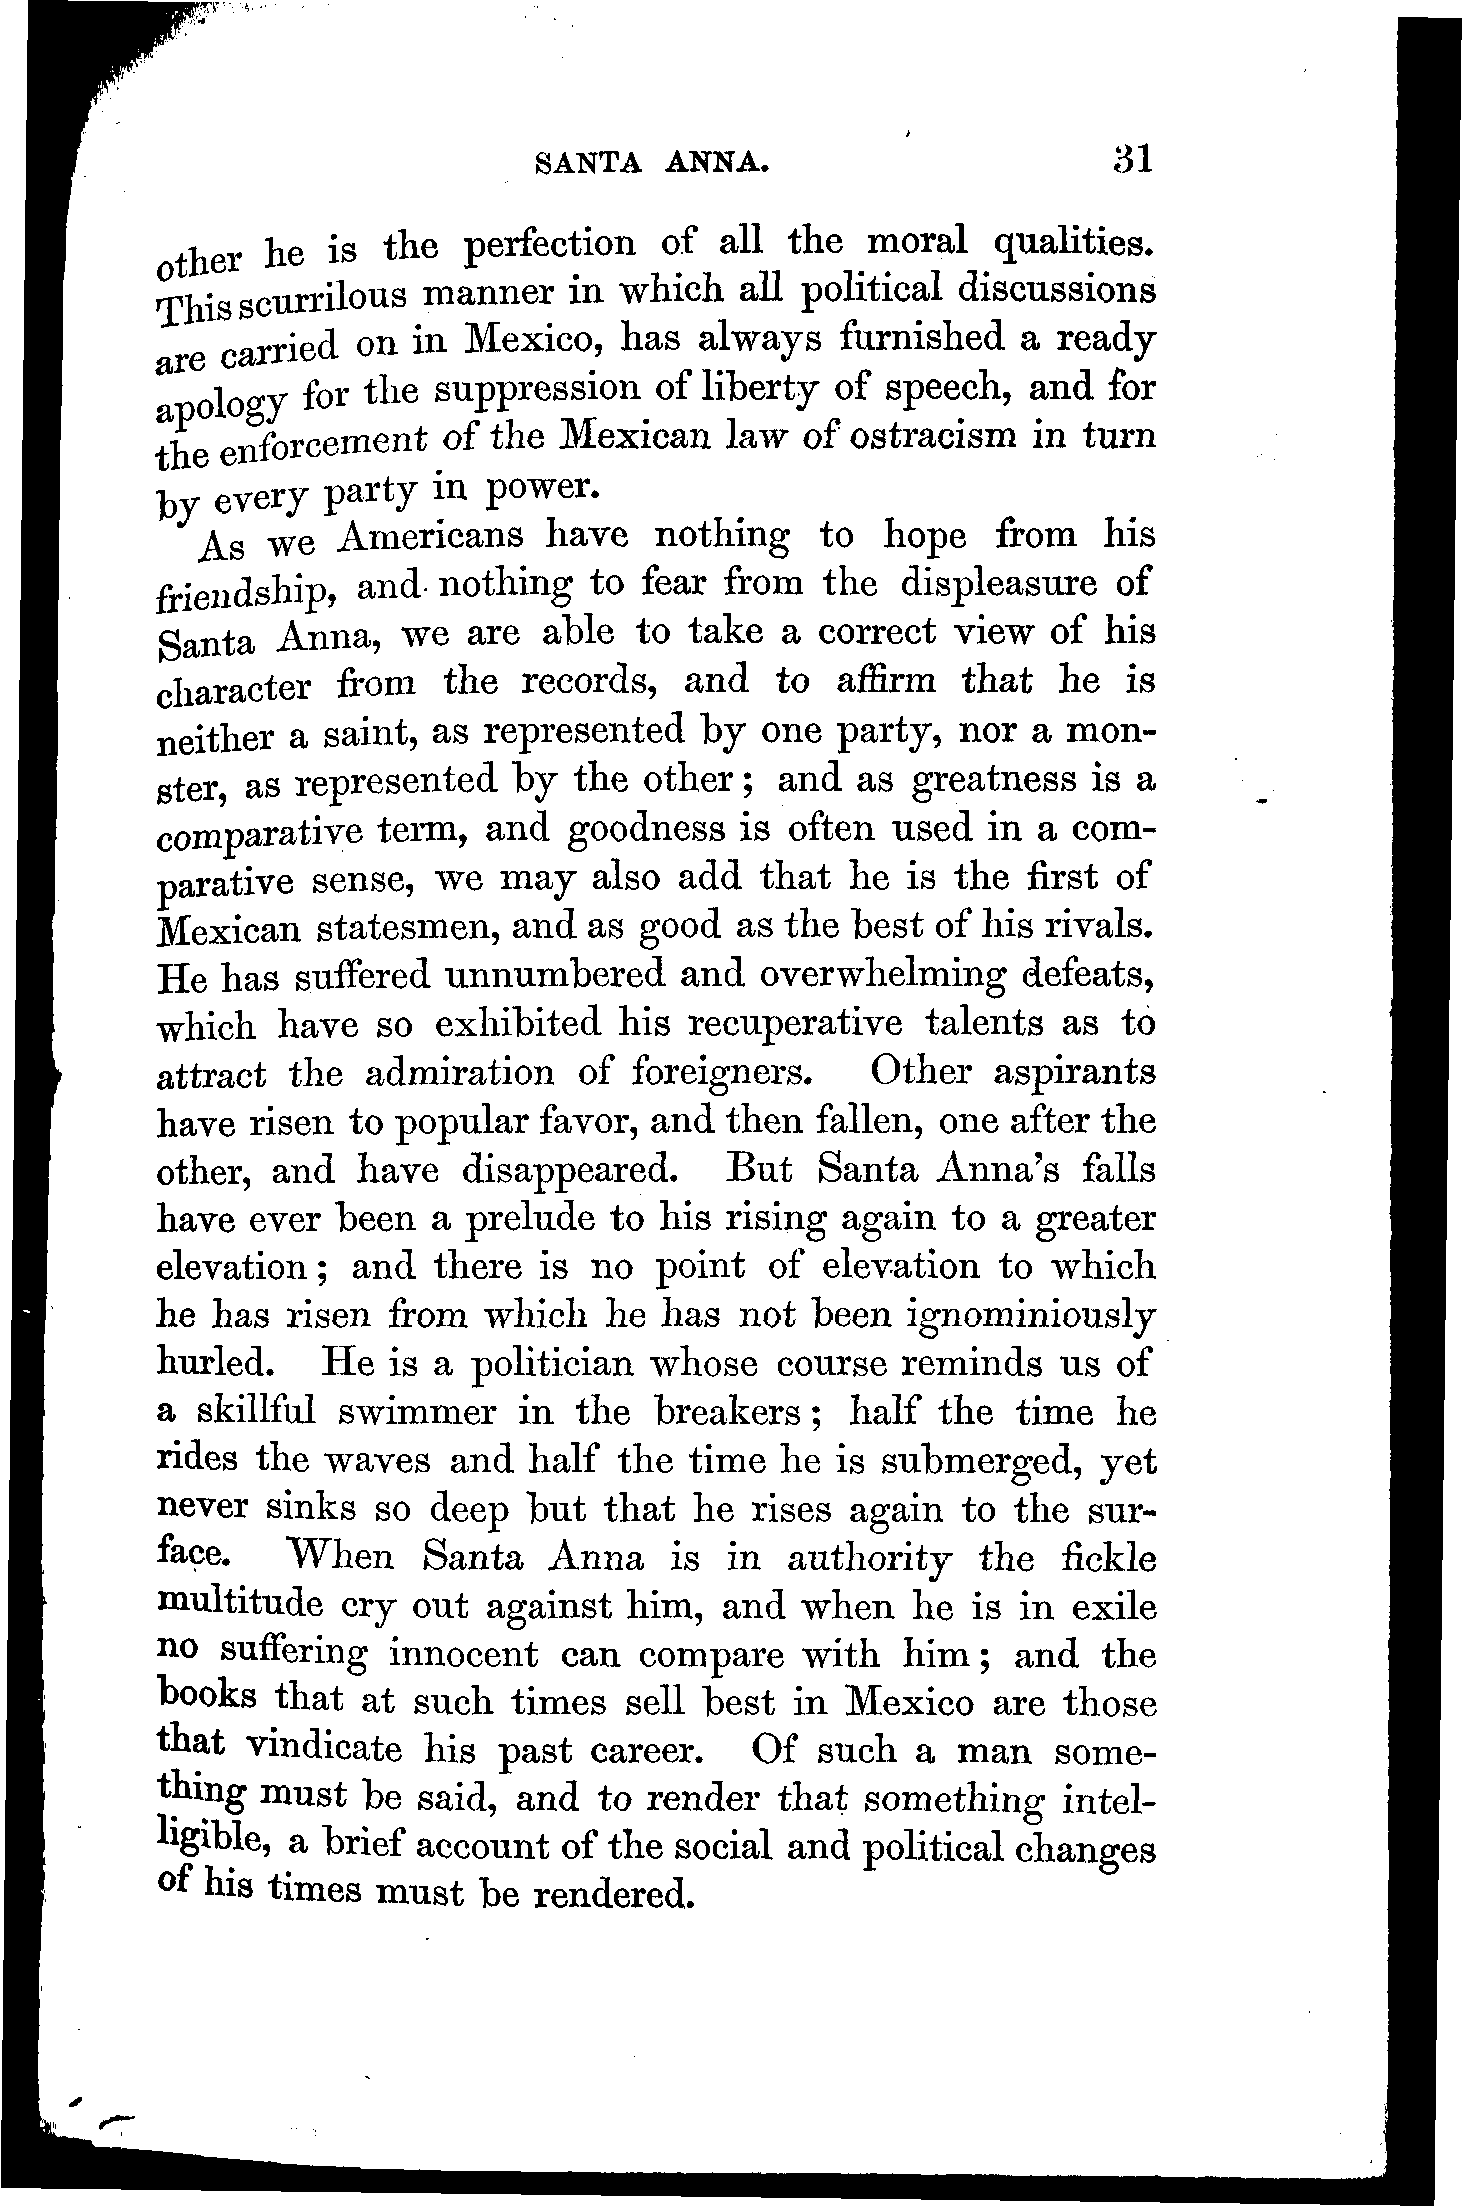 SANTA ANNA. 31
other he is the perfection of all the moral qualities.
This scurrilous manner in which all political discussions
are carried on in Mexico, has always furnished a ready
apology for the suppression of liberty of speech, and for
the enforcement of the Mexican law of ostracism in turn
by every party in power.
As we Americans have nothing to hope from his
friendship, and nothing to fear from the displeasure of
Santa Anna, we are able to take a correct view of his
character from the records, and to affirm that he is
neither a saint, as represented by one party, nor a mon-
ster, as represented by the other; and as greatness is a
comparative term, and goodness is often used in a com-
parative sense, we may also add that he is the first of
Mexican statesmen, and as good as the best of his rivals.
He has suffered unnumbered and overwhelming defeats,
which have so exhibited his recuperative talents as to
attract the admiration of foreigners. Other aspirants
have risen to popular favor, and then fallen, one after the
other, and have disappeared. But Santa Anna's falls
have ever been a prelude to his rising again to a greater
elevation; and there is no point of elevation to which
he has risen from which he has not been ignominiously
hurled. He is a politician whose course reminds us of
a skillful swimmer in the breakers; half the time he
rides the waves and half the time he is submerged, yet
never sinks so deep but that he rises again to the sur-
face. When Santa Anna is in authority the fickle
multitude cry out against him, and when he is in exile
no suffering innocent can compare with him; and the
books that at such times sell best in Mexico are those
that vindicate his past career. Of such a man some-
thing must be said, and to render that something intel-
ligible, a brief account of the social and political changes
of his times must be rendered.